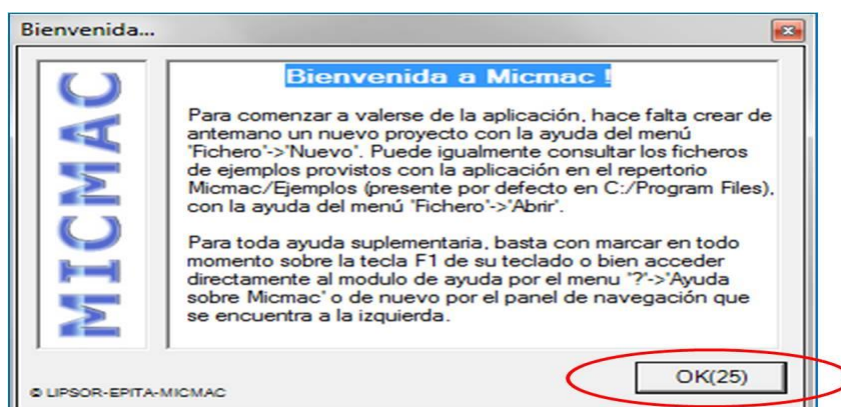 Bienvenida...
MICMAC
Bienvenida a Micmac !
Para comenzar a valerse de la aplicación, hace falta crear de
antemano un nuevo proyecto con la ayuda del menú
'Fichero'->'Nuevo'. Puede igualmente consultar los ficheros
de ejemplos provistos con la aplicación en el repertorio
Micmac/Ejemplos (presente por defecto en C:/Program Files),
con la ayuda del menú 'Fichero'->'Abrir'.
Para toda ayuda suplementaria, basta con marcar en todo
momento sobre la tecla F1 de su teclado o bien acceder
directamente al modulo de ayuda por el menu '?'->'Ayuda
sobre Micmac' o de nuevo por el panel de navegación que
se encuentra a la izquierda.
OK(25)
© LIPSOR-EPITA-MICMAC